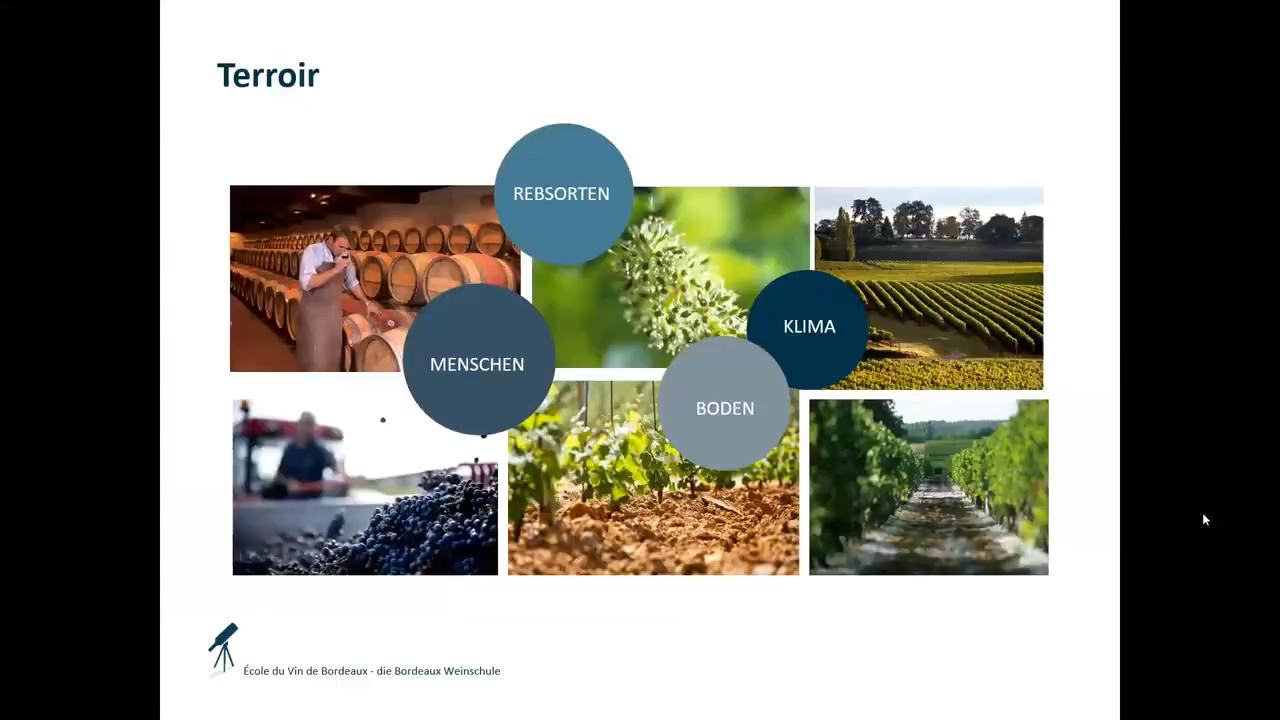 Terroir
REBSORTEN
KLIMA
MENSCHEN
BODEN
École du Vin de Bordeaux - die Bordeaux Weinschule